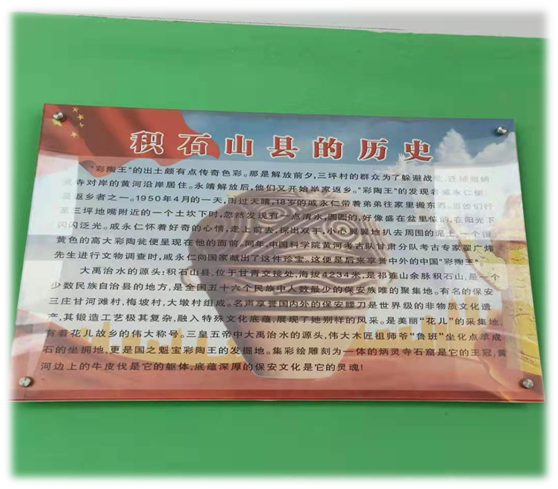 积石山县的历史
"彩陶王"的出土颇有点传奇色彩。那是解放前夕,三坪村的群众为了躲避战
寺对岸的黄河沿岸居住。永靖解放后,他们又开始举家返乡。"彩陶王"的发现者戚永仁
是返乡者之一。1950年4月的一天,雨过天晴,18岁的戚永仁带着弟弟往家里搬东西。当他们行
至三坪地嘴附近的一个土坎下时,忽然发现有一点清水,圆圆的,好像盛在盆里似的,在阳光下
闪闪泛光。戚永仁怀着好奇的心情,走上前去,探出双手,小心翼翼地扒去周围的泥土,一个
黄色的高大彩陶瓮便呈现在他的面前。同年,中国科学院黄河考古队甘肃分队考古专家翟广炜
先生进行文物调查时,戚永仁向国家献出了这件珍宝。这便是后来享誉中外的中国"彩陶王"。
大禹治水的源头:积石山县,位于甘青交接处,海拔4234米,是祁连山余脉积石山,是一个
少数民族自治县的地方,是全国五十六个民族中人数最少的保安族唯的聚集地。有名的保安
三庄甘河滩村,梅坡村,大墩村组成。名声享誉国内外的保安腰刀是世界级的非物质文化遗
产,其锻造工艺极其复杂,融入特殊文化底蕴,展现了她别样的风采。是美丽"花儿"的采集地,
有着花儿故乡的伟大称号。三皇五帝中大禹治水的源头,伟大木匠祖师爷"鲁班"坐化点羊成
石的坐拥地,更是国之魁宝彩陶王的发掘地。集彩绘雕刻为一体的炳灵寺石窟是它的王冠,黄
河边上的牛皮伐是它的躯体,底蕴深厚的保安文化是它的灵魂!